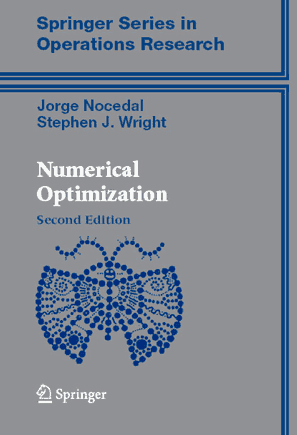 Springer Series in
Operations Research
Jorge Nocedal
Stephen J. Wright
Numerical
Optimization
Second Edition
Springer